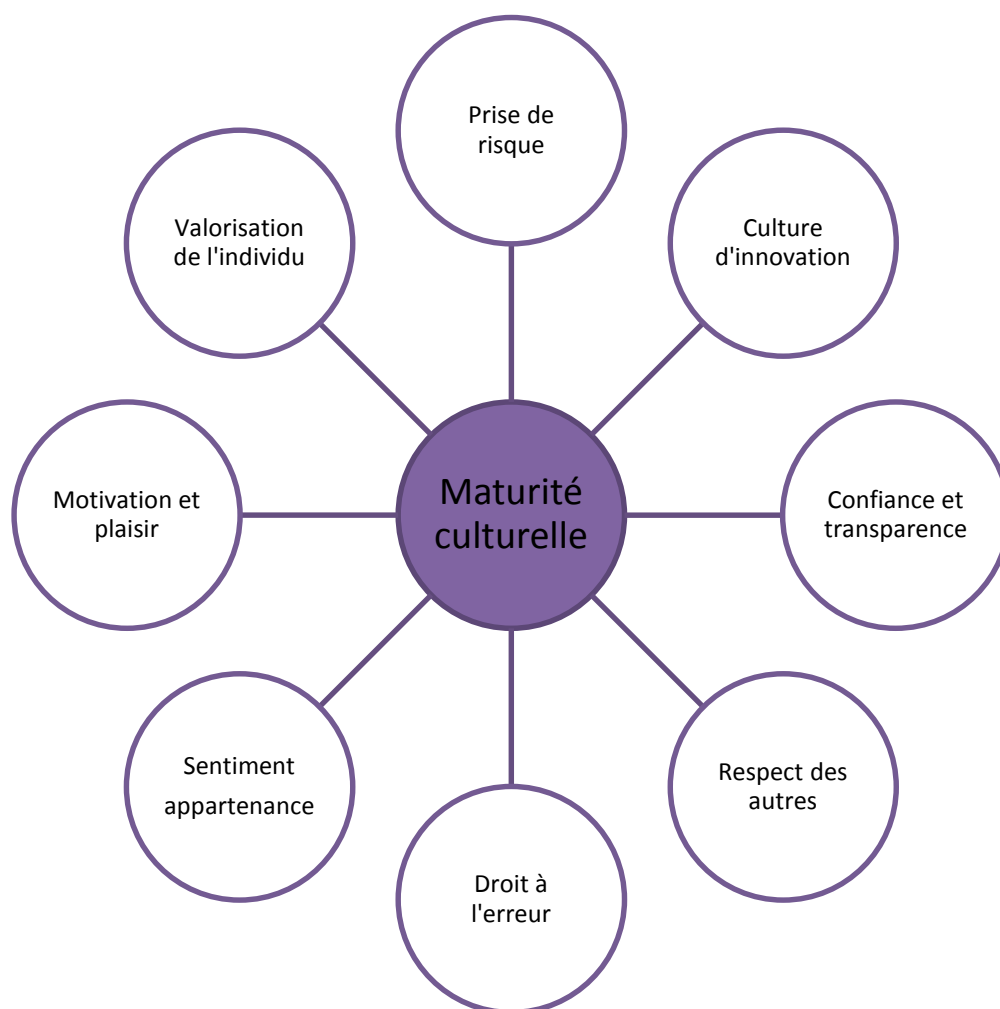 Prise de
risque
Culture
d'innovation
Confiance et
transparence
Respect des
autres
Droit à
l'erreur
Sentiment
appartenance
Motivation et
plaisir
Valorisation
de l'individu
Maturité
culturelle